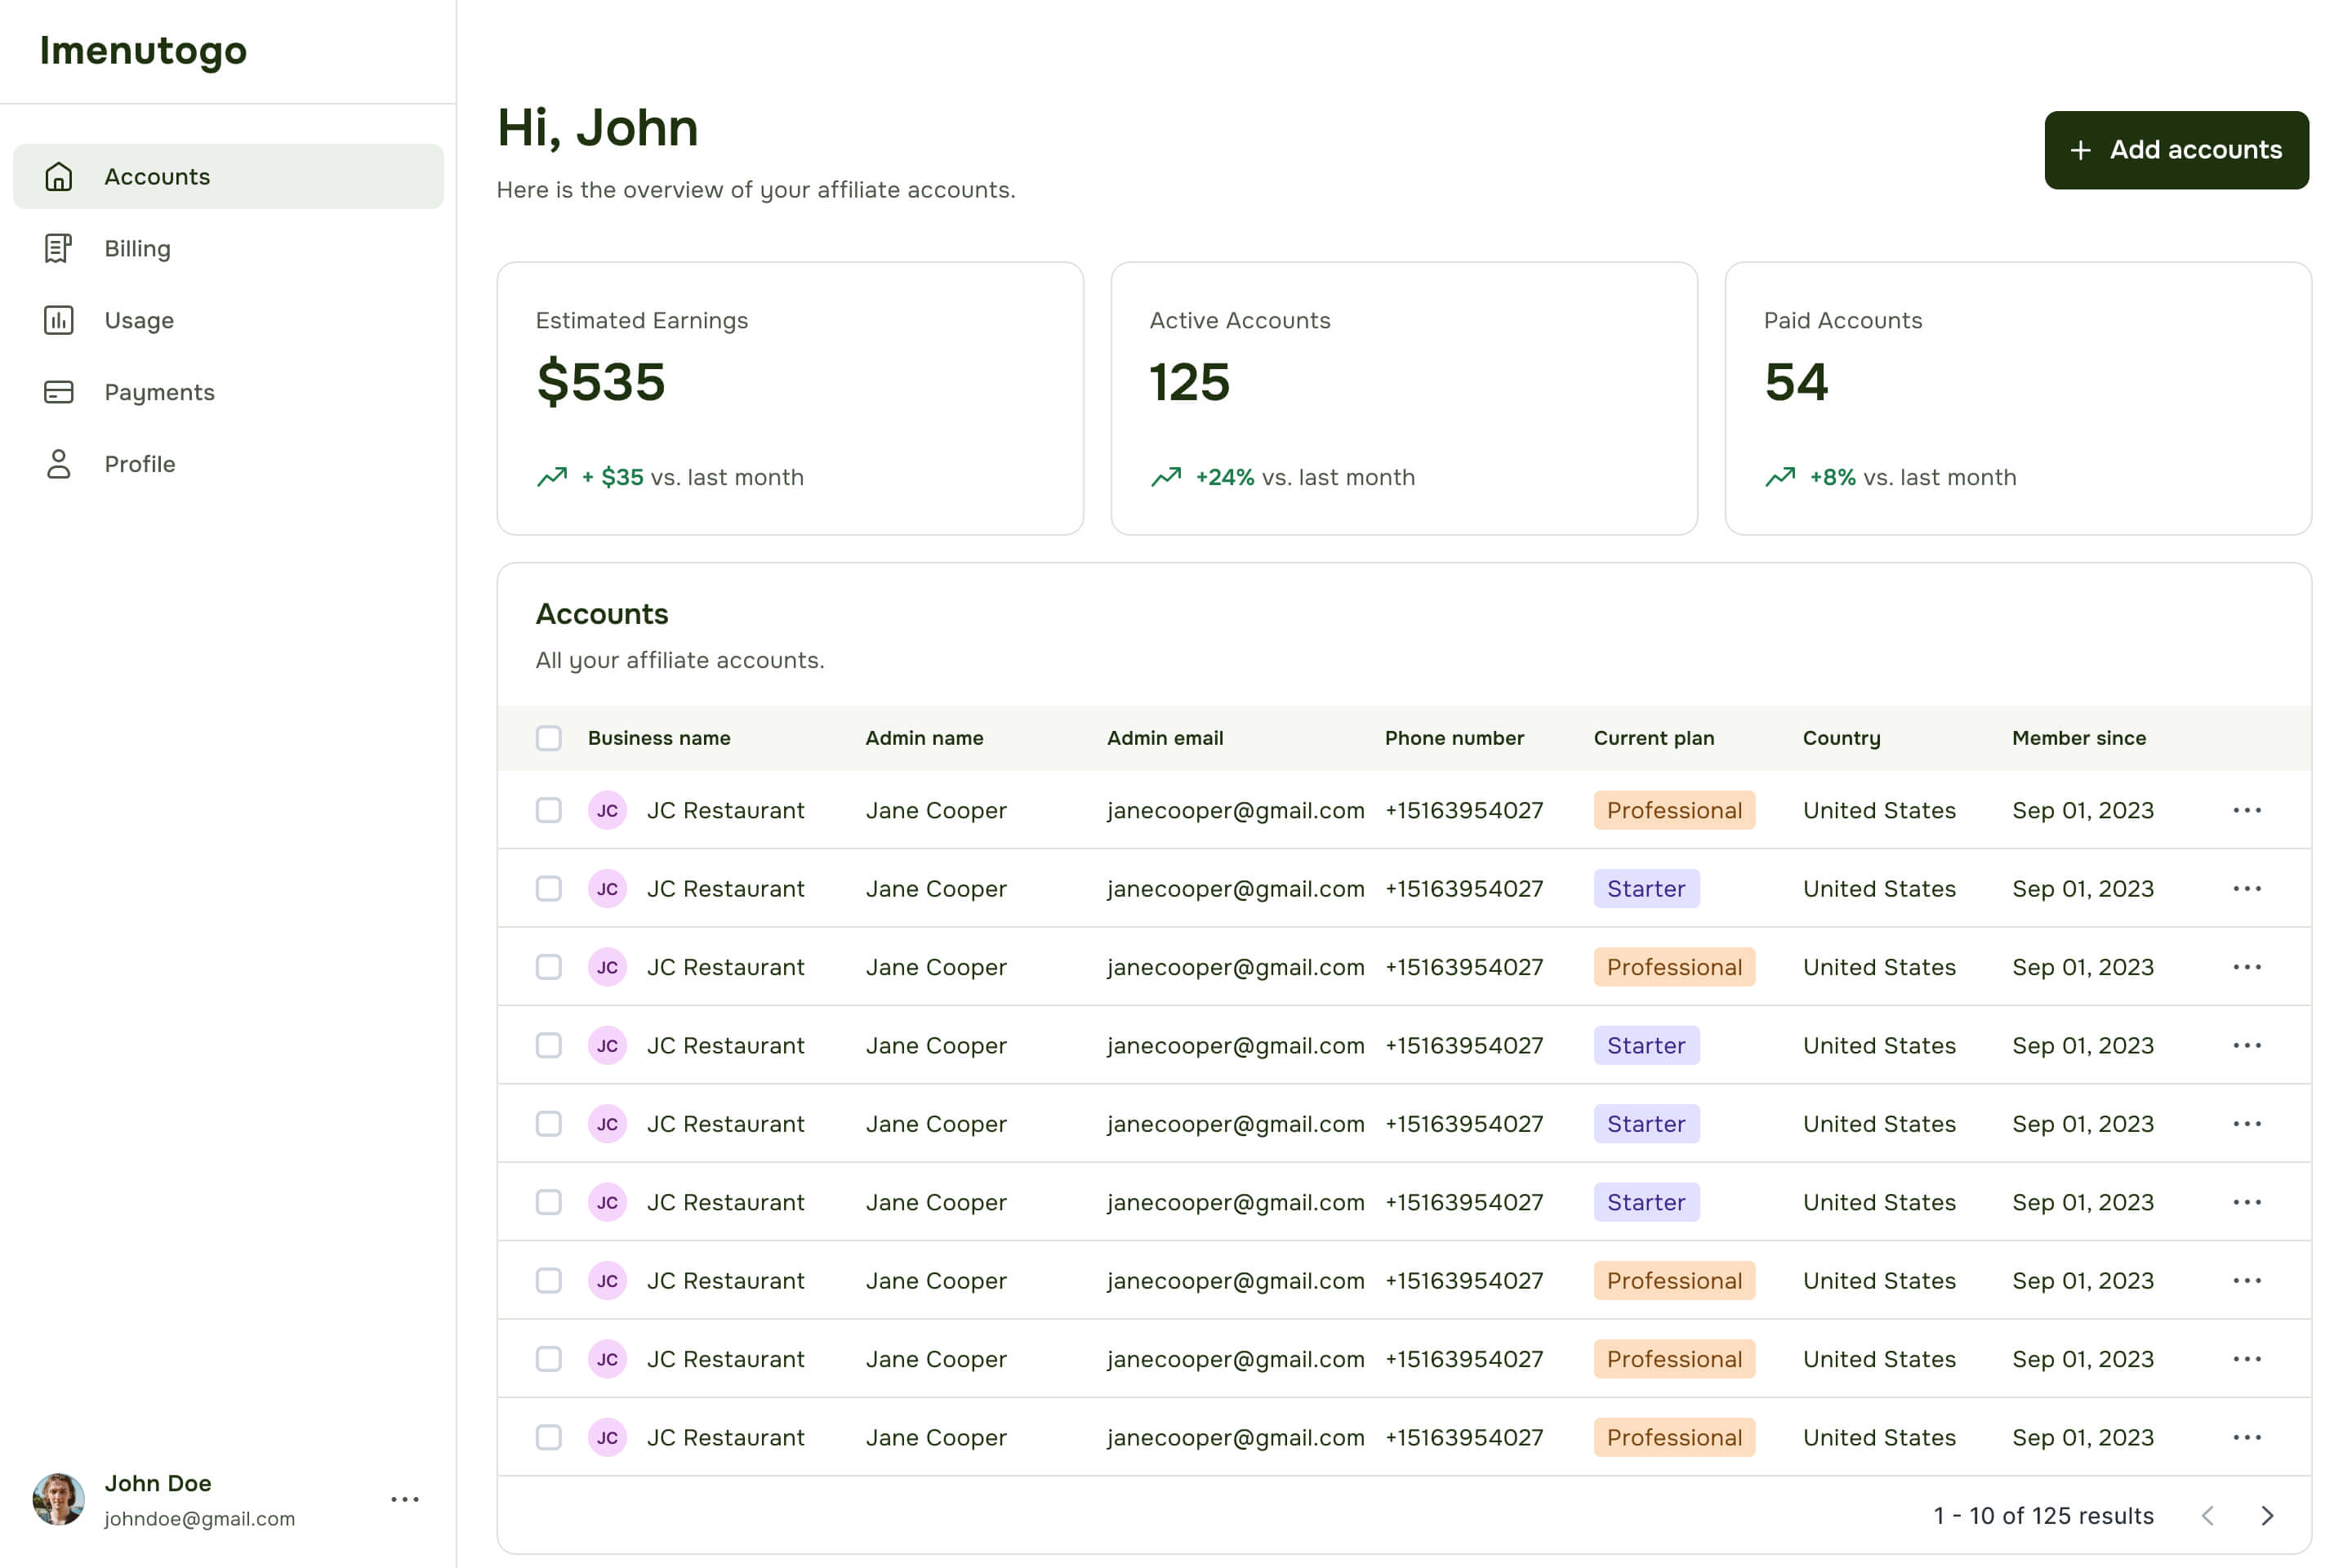 Imenutogo
Accounts
Billing
Usage
Payments
Profile
John Doe
johndoe@gmail.com
Hi, John
Here is the overview of your affiliate accounts.
+ Add accounts
Estimated Earnings
$535
+ $35 vs. last month
Active Accounts
125
+24% vs. last month
Paid Accounts
54
+8% vs. last month
Accounts
All your affiliate accounts.
Business name Admin name Admin email Phone number Current plan Country Member since
JC JC Restaurant Jane Cooper janecooper@gmail.com +15163954027 Professional United States Sep 01, 2023
JC JC Restaurant Jane Cooper janecooper@gmail.com +15163954027 Starter United States Sep 01, 2023
JC JC Restaurant Jane Cooper janecooper@gmail.com +15163954027 Professional United States Sep 01, 2023
JC JC Restaurant Jane Cooper janecooper@gmail.com +15163954027 Starter United States Sep 01, 2023
JC JC Restaurant Jane Cooper janecooper@gmail.com +15163954027 Starter United States Sep 01, 2023
JC JC Restaurant Jane Cooper janecooper@gmail.com +15163954027 Starter United States Sep 01, 2023
JC JC Restaurant Jane Cooper janecooper@gmail.com +15163954027 Professional United States Sep 01, 2023
JC JC Restaurant Jane Cooper janecooper@gmail.com +15163954027 Professional United States Sep 01, 2023
JC JC Restaurant Jane Cooper janecooper@gmail.com +15163954027 Professional United States Sep 01, 2023
1 - 10 of 125 results